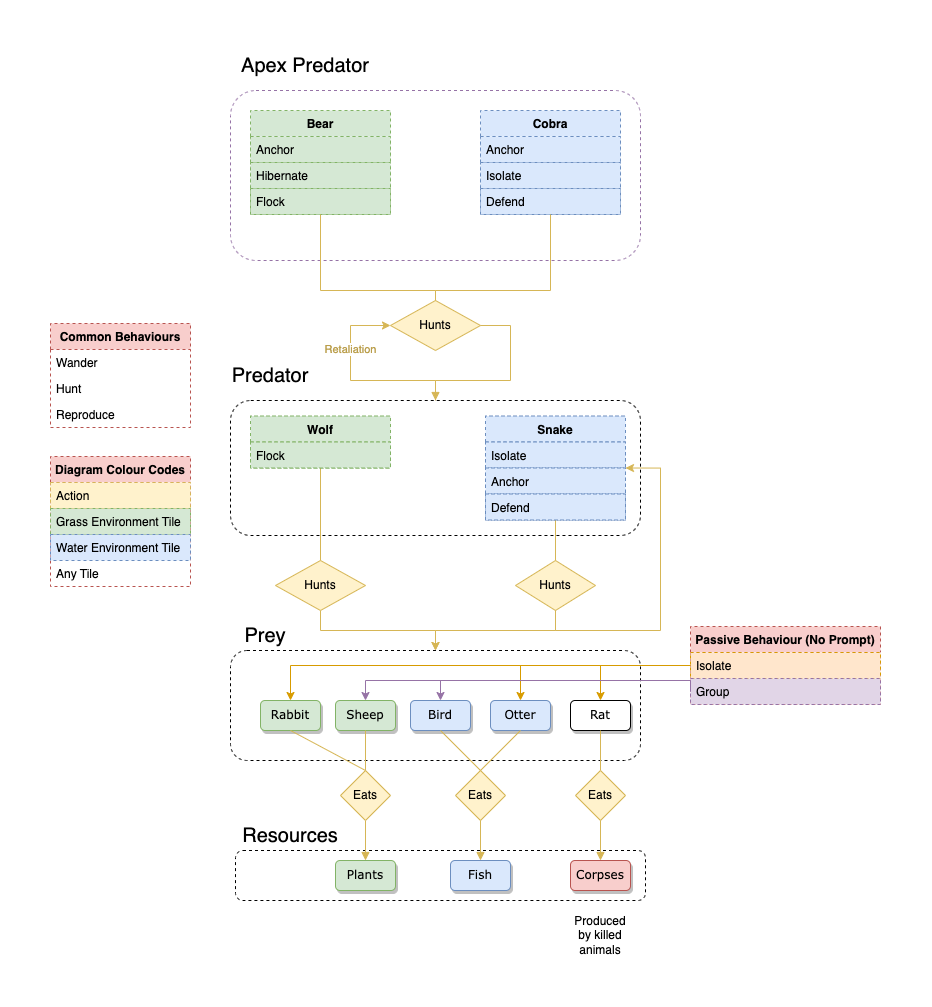 Apex Predator
Bear
Anchor
Hibernate
Flock
Cobra
Anchor
Isolate
Defend
Hunts
Retaliation
Common Behaviours
Wander
Hunt
Reproduce
Predator
Wolf
Flock
Snake
Isolate
Anchor
Defend
Diagram Colour Codes
Action
Grass Environment Tile
Water Environment Tile
Any Tile
Hunts
Hunts
Prey
Passive Behaviour (No Prompt)
Isolate
Group
Rabbit
Sheep
Bird
Otter
Rat
Eats
Eats
Eats
Resources
Plants
Fish
Corpses
Produced
by killed
animals